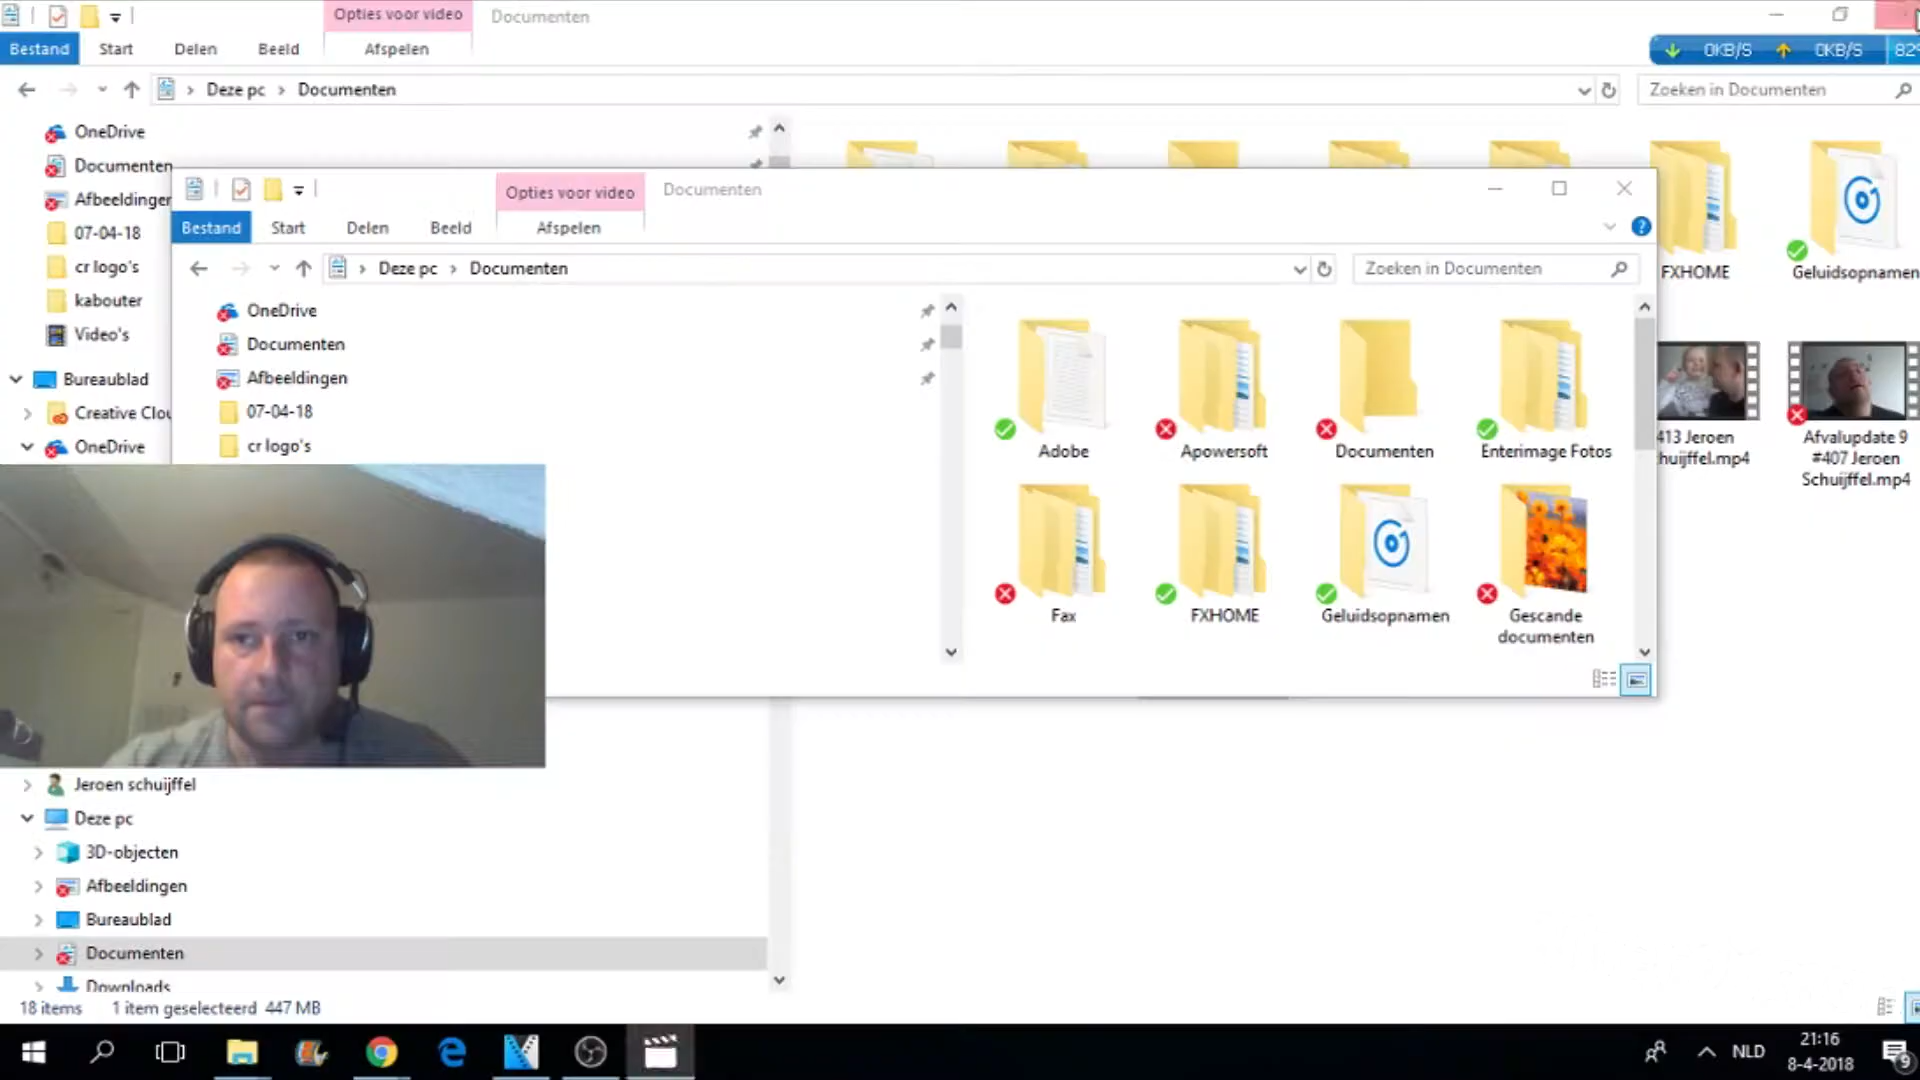 Opties voor video
Documenten
Bestand
Start
Delen
Beeld
Afspelen
0KB/S
0KB/S
Deze pc
Documenten
Zoeken in Documenten
OneDrive
Documenten
Afbeeldingen
07-04-18
cr logo's
kabouter
Video's
Bureaublad
Creative Clou
OneDrive
FXHOME
Geluidsopnamen
413 Jeroen
huijffel.mp4
Afvalupdate 9
#407 Jeroen
Schuijffel.mp4
Opties voor video
Documenten
Bestand
Start
Delen
Beeld
Afspelen
Deze pc
Documenten
Zoeken in Documenten
OneDrive
Documenten
Afbeeldingen
07-04-18
cr logo's
Adobe
Apowersoft
Documenten
Enterimage Fotos
Fax
FXHOME
Geluidsopnamen
Gescande
documenten
Jeroen schuijffel
Deze pc
3D-objecten
Afbeeldingen
Bureaublad
Documenten
Downloads
18 items
1 item geselecteerd 447 MB
NLD
21:16
8-4-2018
9